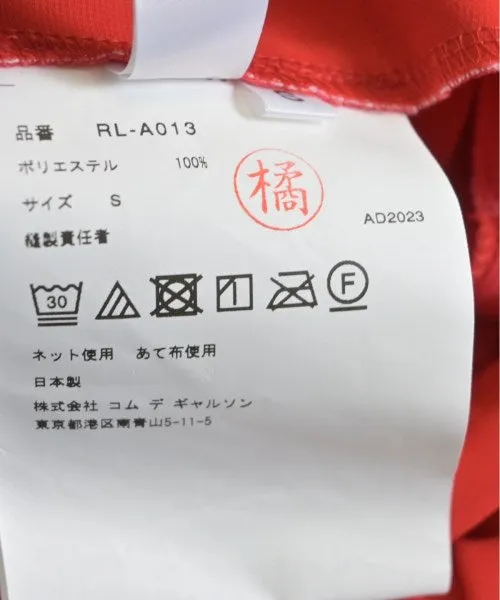 品番 RL-A013
ポリエステル 100%
サイズ S
橘
AD2023
縫製責任者
30
F
ネット使用 あて布使用
日本製
株式会社 コム デ ギャルソン
東京都港区南青山5-11-5